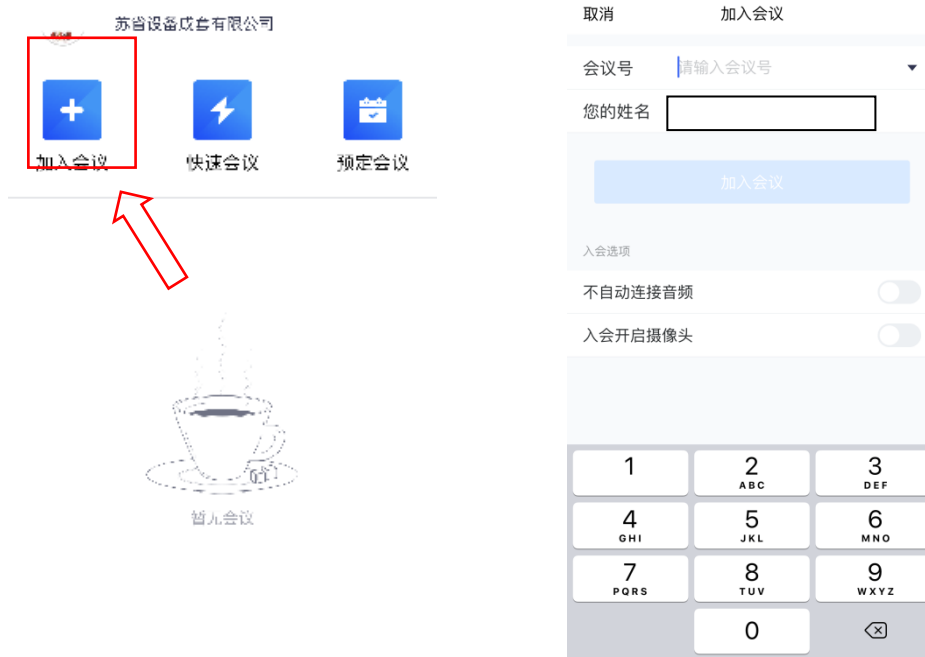 苏省设备成套有限公司
加入会议
快速会议
预定会议
暂无会议
取消
加入会议
会议号
请输入会议号
您的姓名
加入会议
入会选项
不自动连接音频
入会开启摄像头
1
2
ABC
3
DEF
4
GHI
5
JKL
6
MNO
7
PQRS
8
TUV
9
WXYZ
0